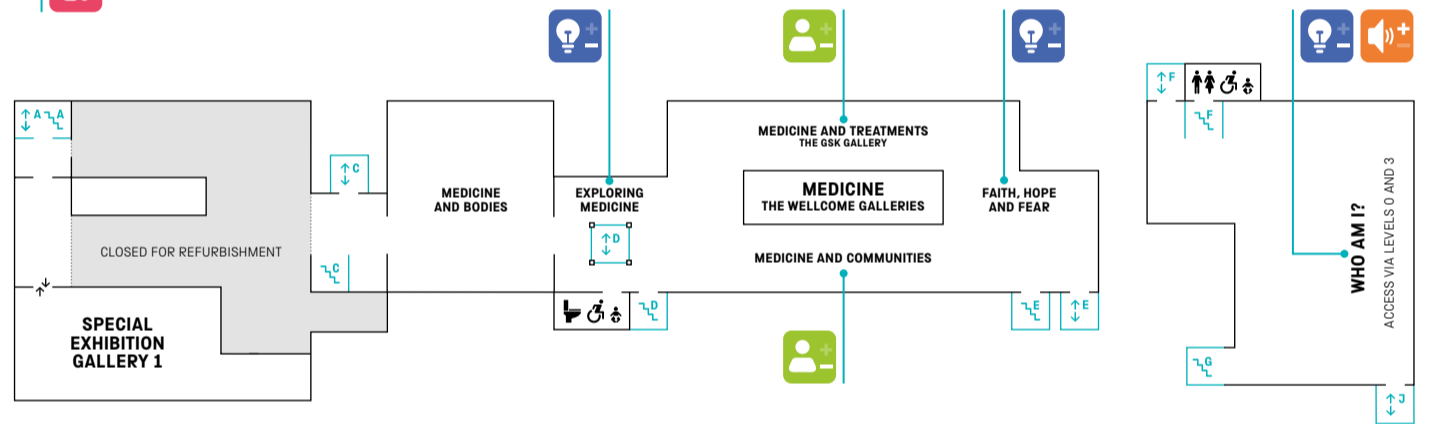 A
A
CLOSED FOR REFURBISHMENT
SPECIAL
EXHIBITION
GALLERY 1
C
C
MEDICINE
AND BODIES
EXPLORING
MEDICINE
D
D
MEDICINE AND TREATMENTS
THE GSK GALLERY
MEDICINE
THE WELLCOME GALLERIES
MEDICINE AND COMMUNITIES
FAITH, HOPE
AND FEAR
E
E
F
F
WHO AM I?
ACCESS VIA LEVELS 0 AND 3
G
J